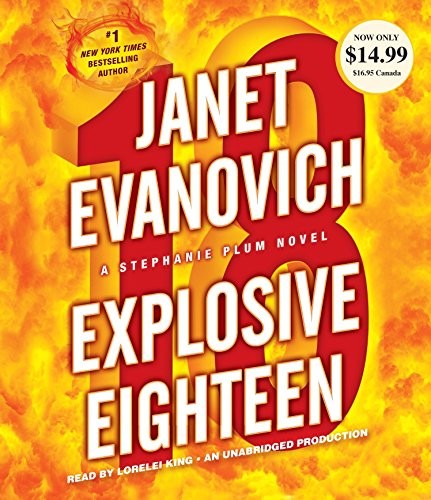 #1
NEW YORK TIMES
BESTSELLING
AUTHOR
NOW ONLY
$14.99
$16.95 Canada
18
JANET
EVANOVICH
A STEPHANIE PLUM NOVEL
EXPLOSIVE
EIGHTEEN
READ BY LORELEI KING • AN UNABRIDGED PRODUCTION